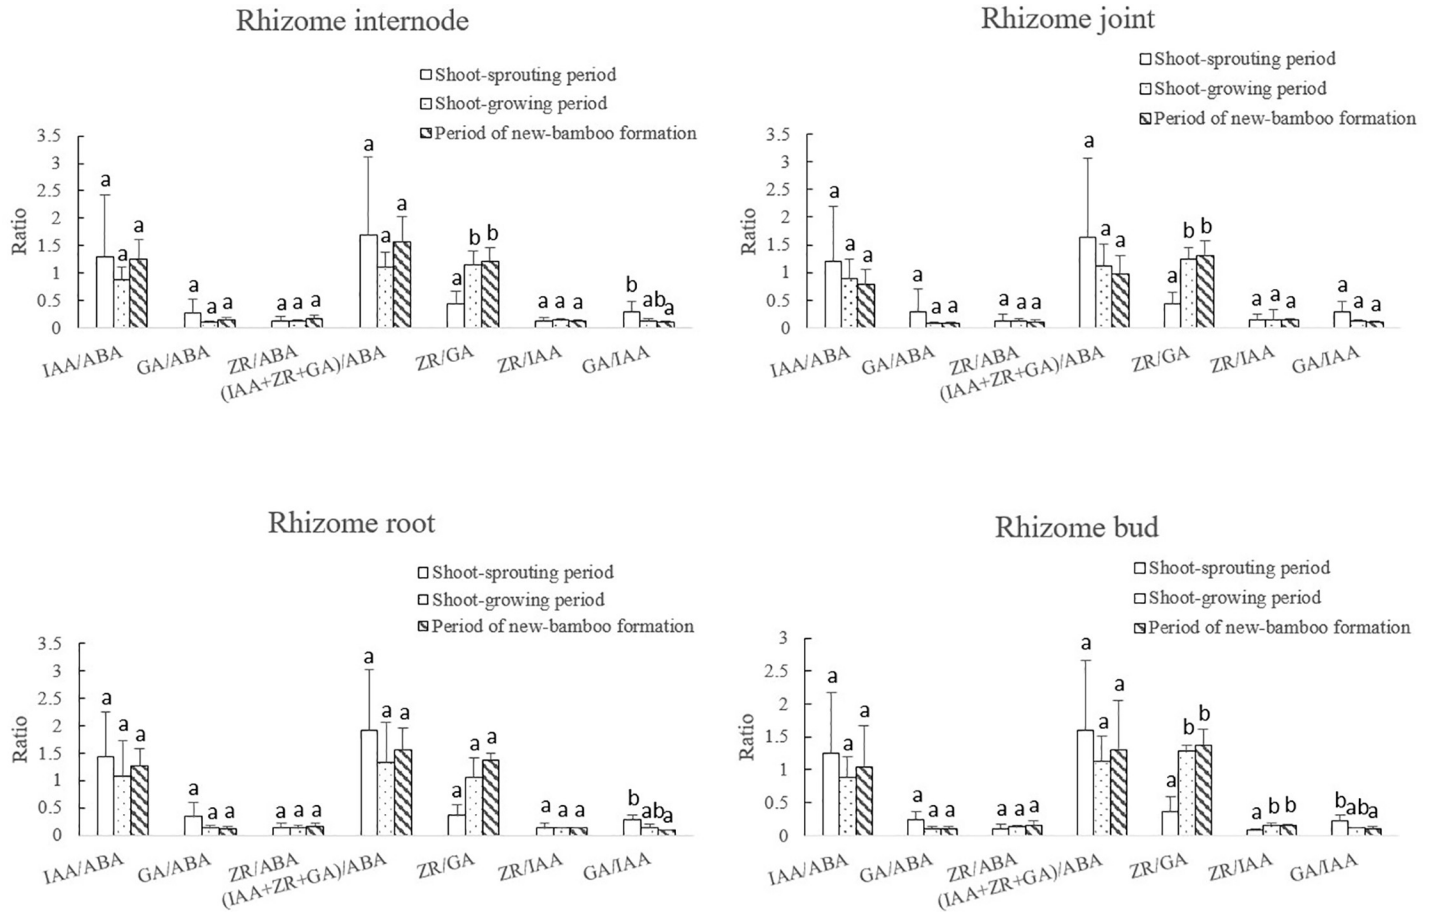 Rhizome internode
Shoot-sprouting period
Shoot-growing period
Period of new-bamboo formation
Ratio
3.5
3
2.5
2
1.5
1
0.5
0
a a a
a a a
a a a
a a a
a b b
a a a
b ab a
IAA/ABA GA/ABA ZR/ABA (IAA+ZR+GA)/ABA ZR/GA ZR/IAA GA/IAA
Rhizome joint
Shoot-sprouting period
Shoot-growing period
Period of new-bamboo formation
Ratio
3.5
3
2.5
2
1.5
1
0.5
0
a a a
a a a
a a a
a a a
a b b
a a a
a a a
IAA/ABA GA/ABA ZR/ABA (IAA+ZR+GA)/ABA ZR/GA ZR/IAA GA/IAA
Rhizome root
Shoot-sprouting period
Shoot-growing period
Period of new-bamboo formation
Ratio
3.5
3
2.5
2
1.5
1
0.5
0
a a a
a a a
a a a
a a a
a a a
a a a
b ab a
IAA/ABA GA/ABA ZR/ABA (IAA+ZR+GA)/ABA ZR/GA ZR/IAA GA/IAA
Rhizome bud
Shoot-sprouting period
Shoot-growing period
Period of new-bamboo formation
Ratio
3
2.5
2
1.5
1
0.5
0
a a a
a a a
a a a
a a a
a b b
a b b
b ab a
IAA/ABA GA/ABA ZR/ABA (IAA+ZR+GA)/ABA ZR/GA ZR/IAA GA/IAA